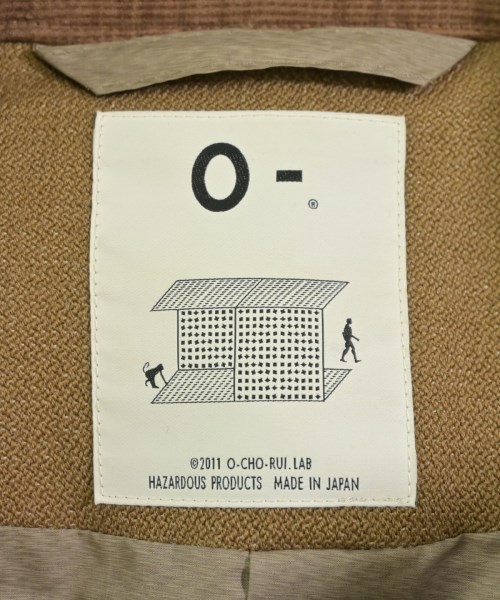 O -
®
©2011 O-CHO-RUI.LAB
HAZARDOUS PRODUCTS MADE IN JAPAN